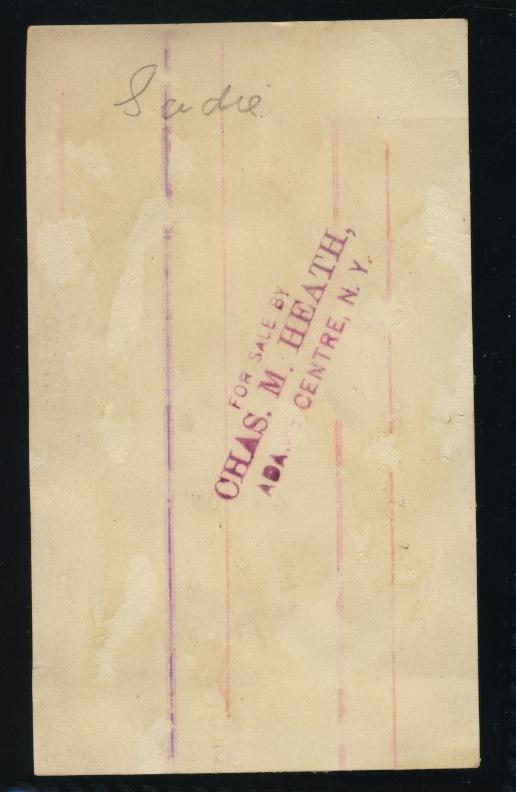 Sadie
FOR SALE BY
CHAS. M. HEATH,
CENTRE, N. Y.